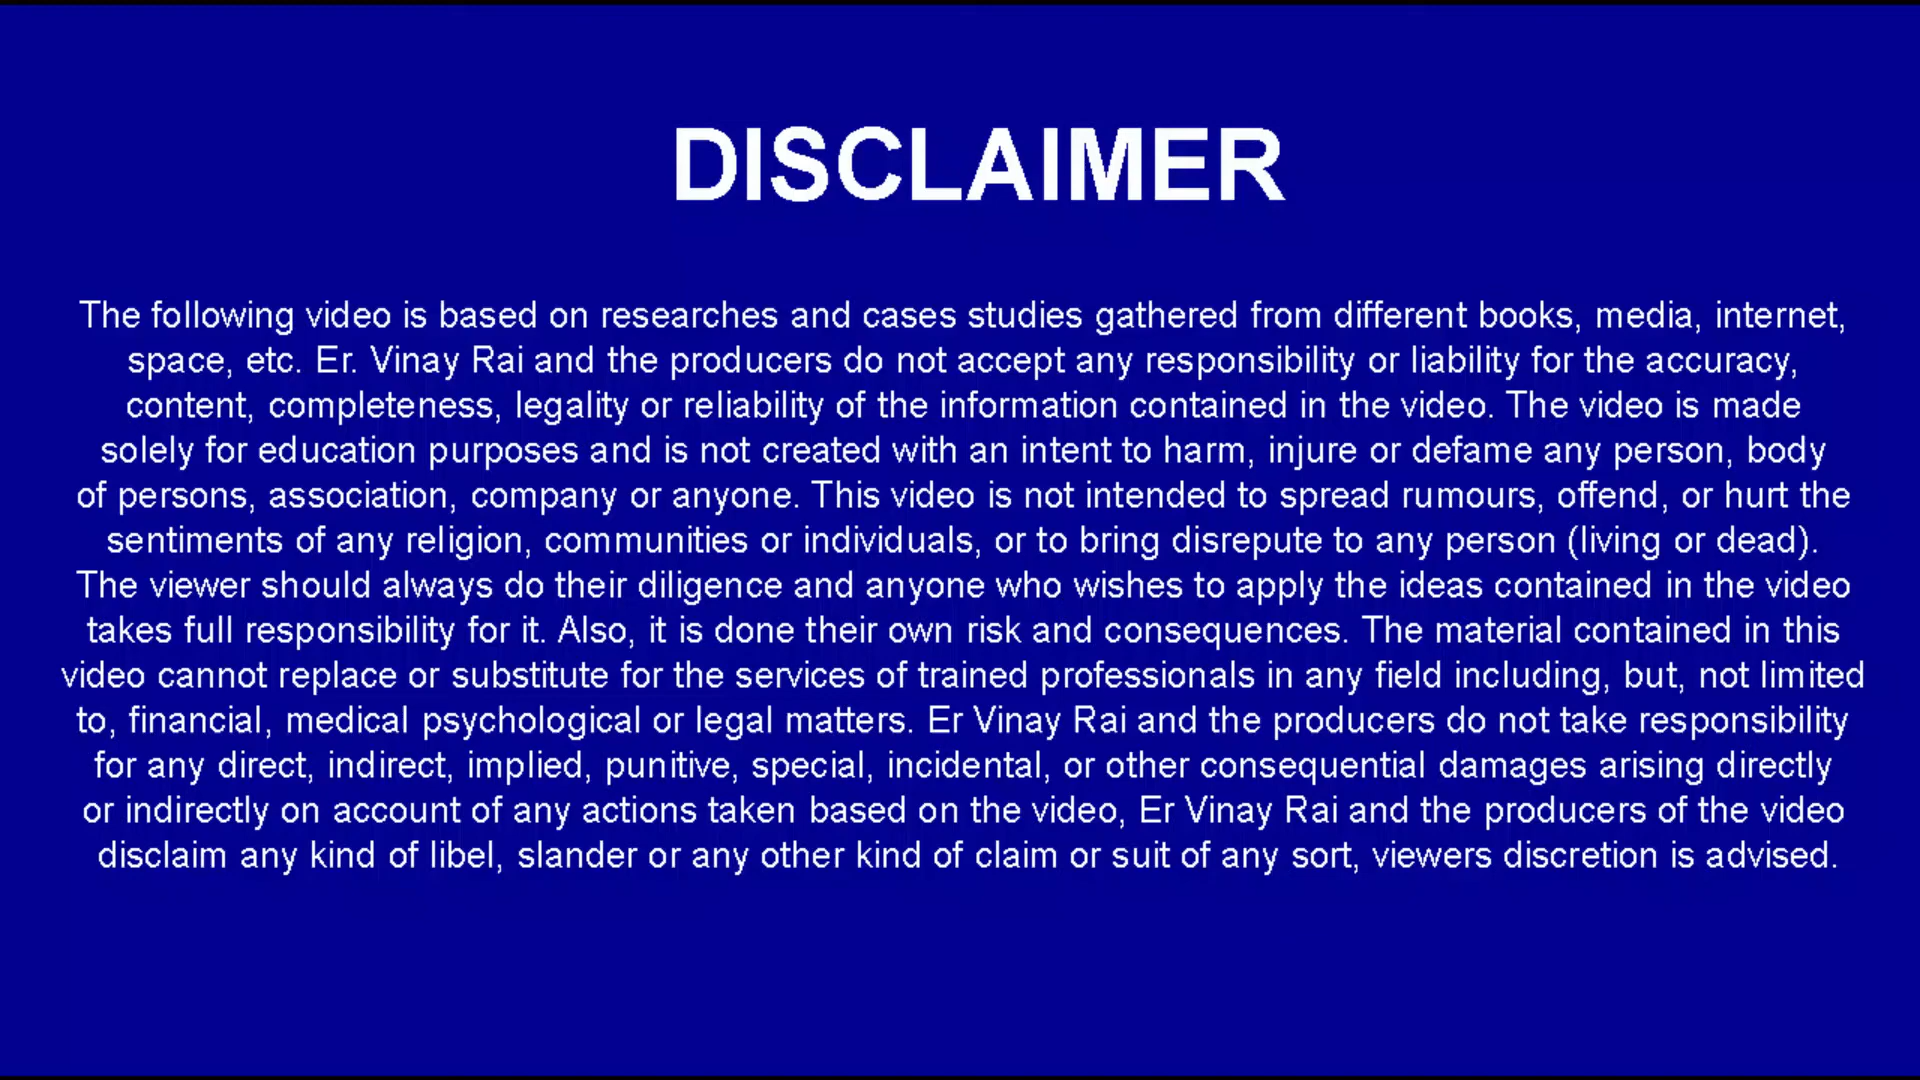 DISCLAIMER
The following video is based on researches and cases studies gathered from different books, media, internet,
space, etc. Er. Vinay Rai and the producers do not accept any responsibility or liability for the accuracy,
content, completeness, legality or reliability of the information contained in the video. The video is made
solely for education purposes and is not created with an intent to harm, injure or defame any person, body
of persons, association, company or anyone. This video is not intended to spread rumours, offend, or hurt the
sentiments of any religion, communities or individuals, or to bring disrepute to any person (living or dead).
The viewer should always do their diligence and anyone who wishes to apply the ideas contained in the video
takes full responsibility for it. Also, it is done their own risk and consequences. The material contained in this
video cannot replace or substitute for the services of trained professionals in any field including, but, not limited
to, financial, medical psychological or legal matters. Er Vinay Rai and the producers do not take responsibility
for any direct, indirect, implied, punitive, special, incidental, or other consequential damages arising directly
or indirectly on account of any actions taken based on the video, Er Vinay Rai and the producers of the video
disclaim any kind of libel, slander or any other kind of claim or suit of any sort, viewers discretion is advised.